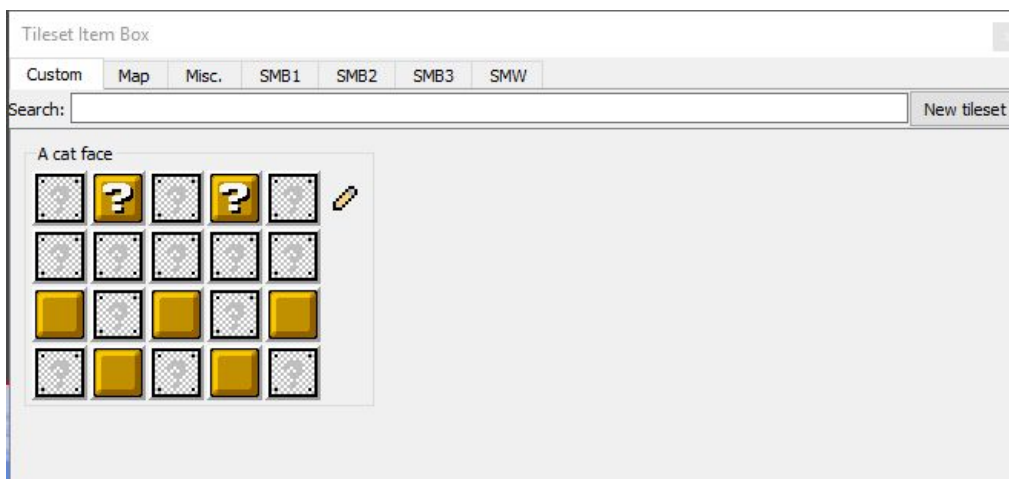 Tileset Item Box
Custom Map Misc. SMB1 SMB2 SMB3 SMW
Search: New tileset
A cat face
? ? ? ? ?
? ? ? ? ?
? ?
? ? ?